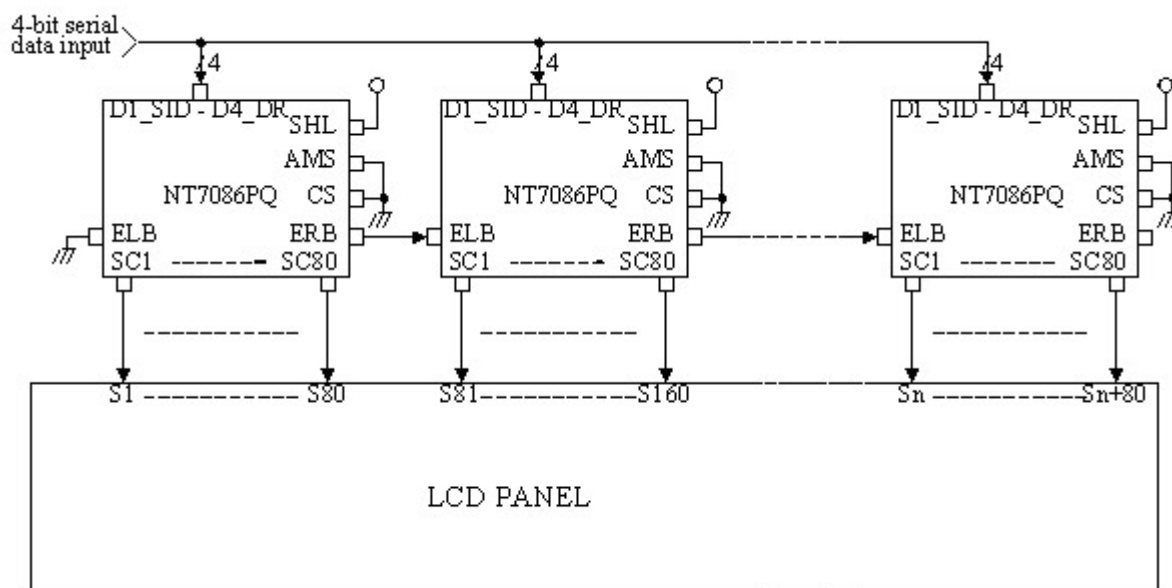 4-bit serial
data input
4 4 4
D1_SID - D4_DR D1_SID - D4_DR D1_SID - D4_DR
SHL SHL SHL
AMS AMS AMS
NT7086PQ CS NT7086PQ CS NT7086PQ CS
ELB ERB ELB ERB ELB ERB
SC1 SC80 SC1 SC80 SC1 SC80
S1 S80 S81 S160 Sn Sn+80
LCD PANEL